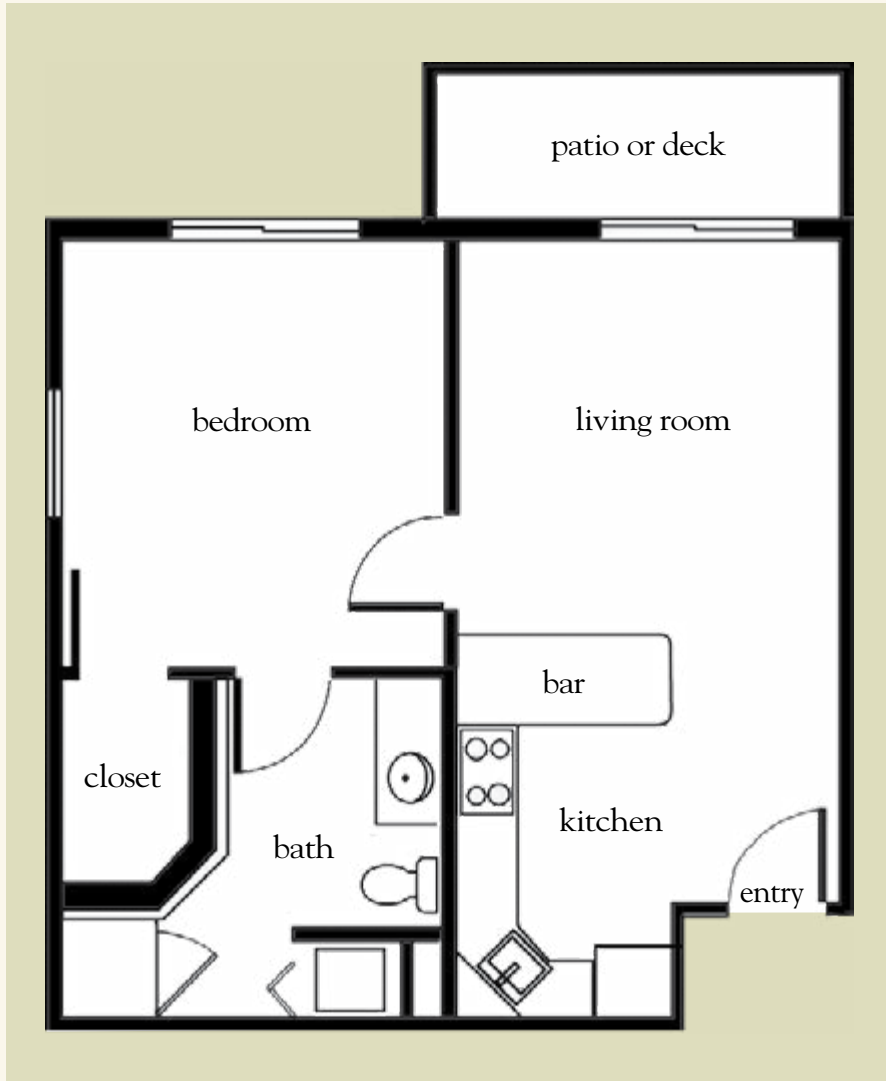 patio or deck
bedroom
living room
bar
closet
kitchen
bath
entry